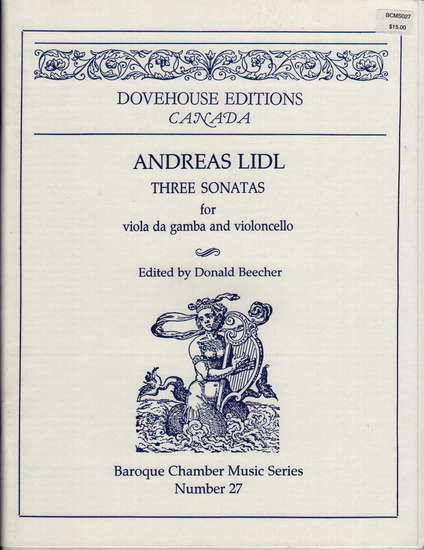 BCMS027
$15.00
DOVEHOUSE EDITIONS
CANADA
ANDREAS LIDL
THREE SONATAS
for
viola da gamba and violoncello
Edited by Donald Beecher
Baroque Chamber Music Series
Number 27